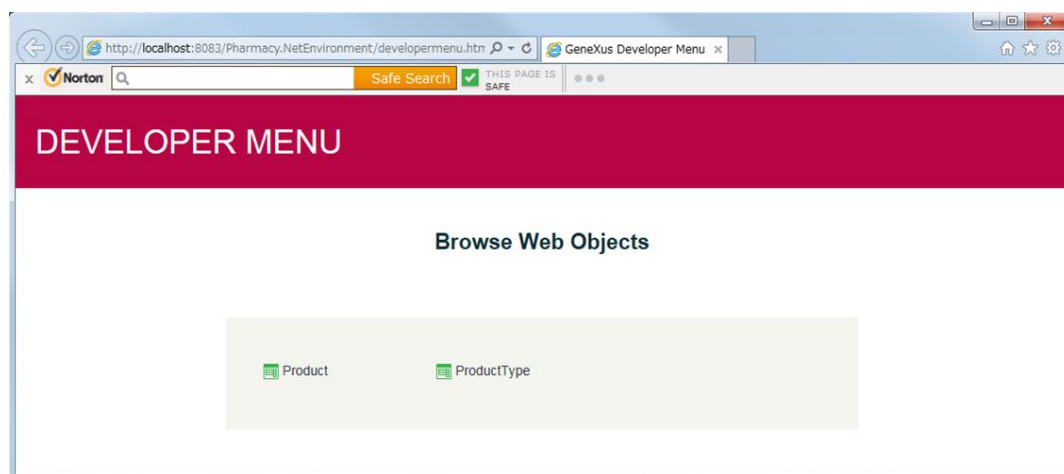 http://localhost:8083/Pharmacy.NetEnvironment/developermenu.htm
GeneXus Developer Menu
x Norton Safe Search THIS PAGE IS
SAFE
DEVELOPER MENU
Browse Web Objects
Product ProductType